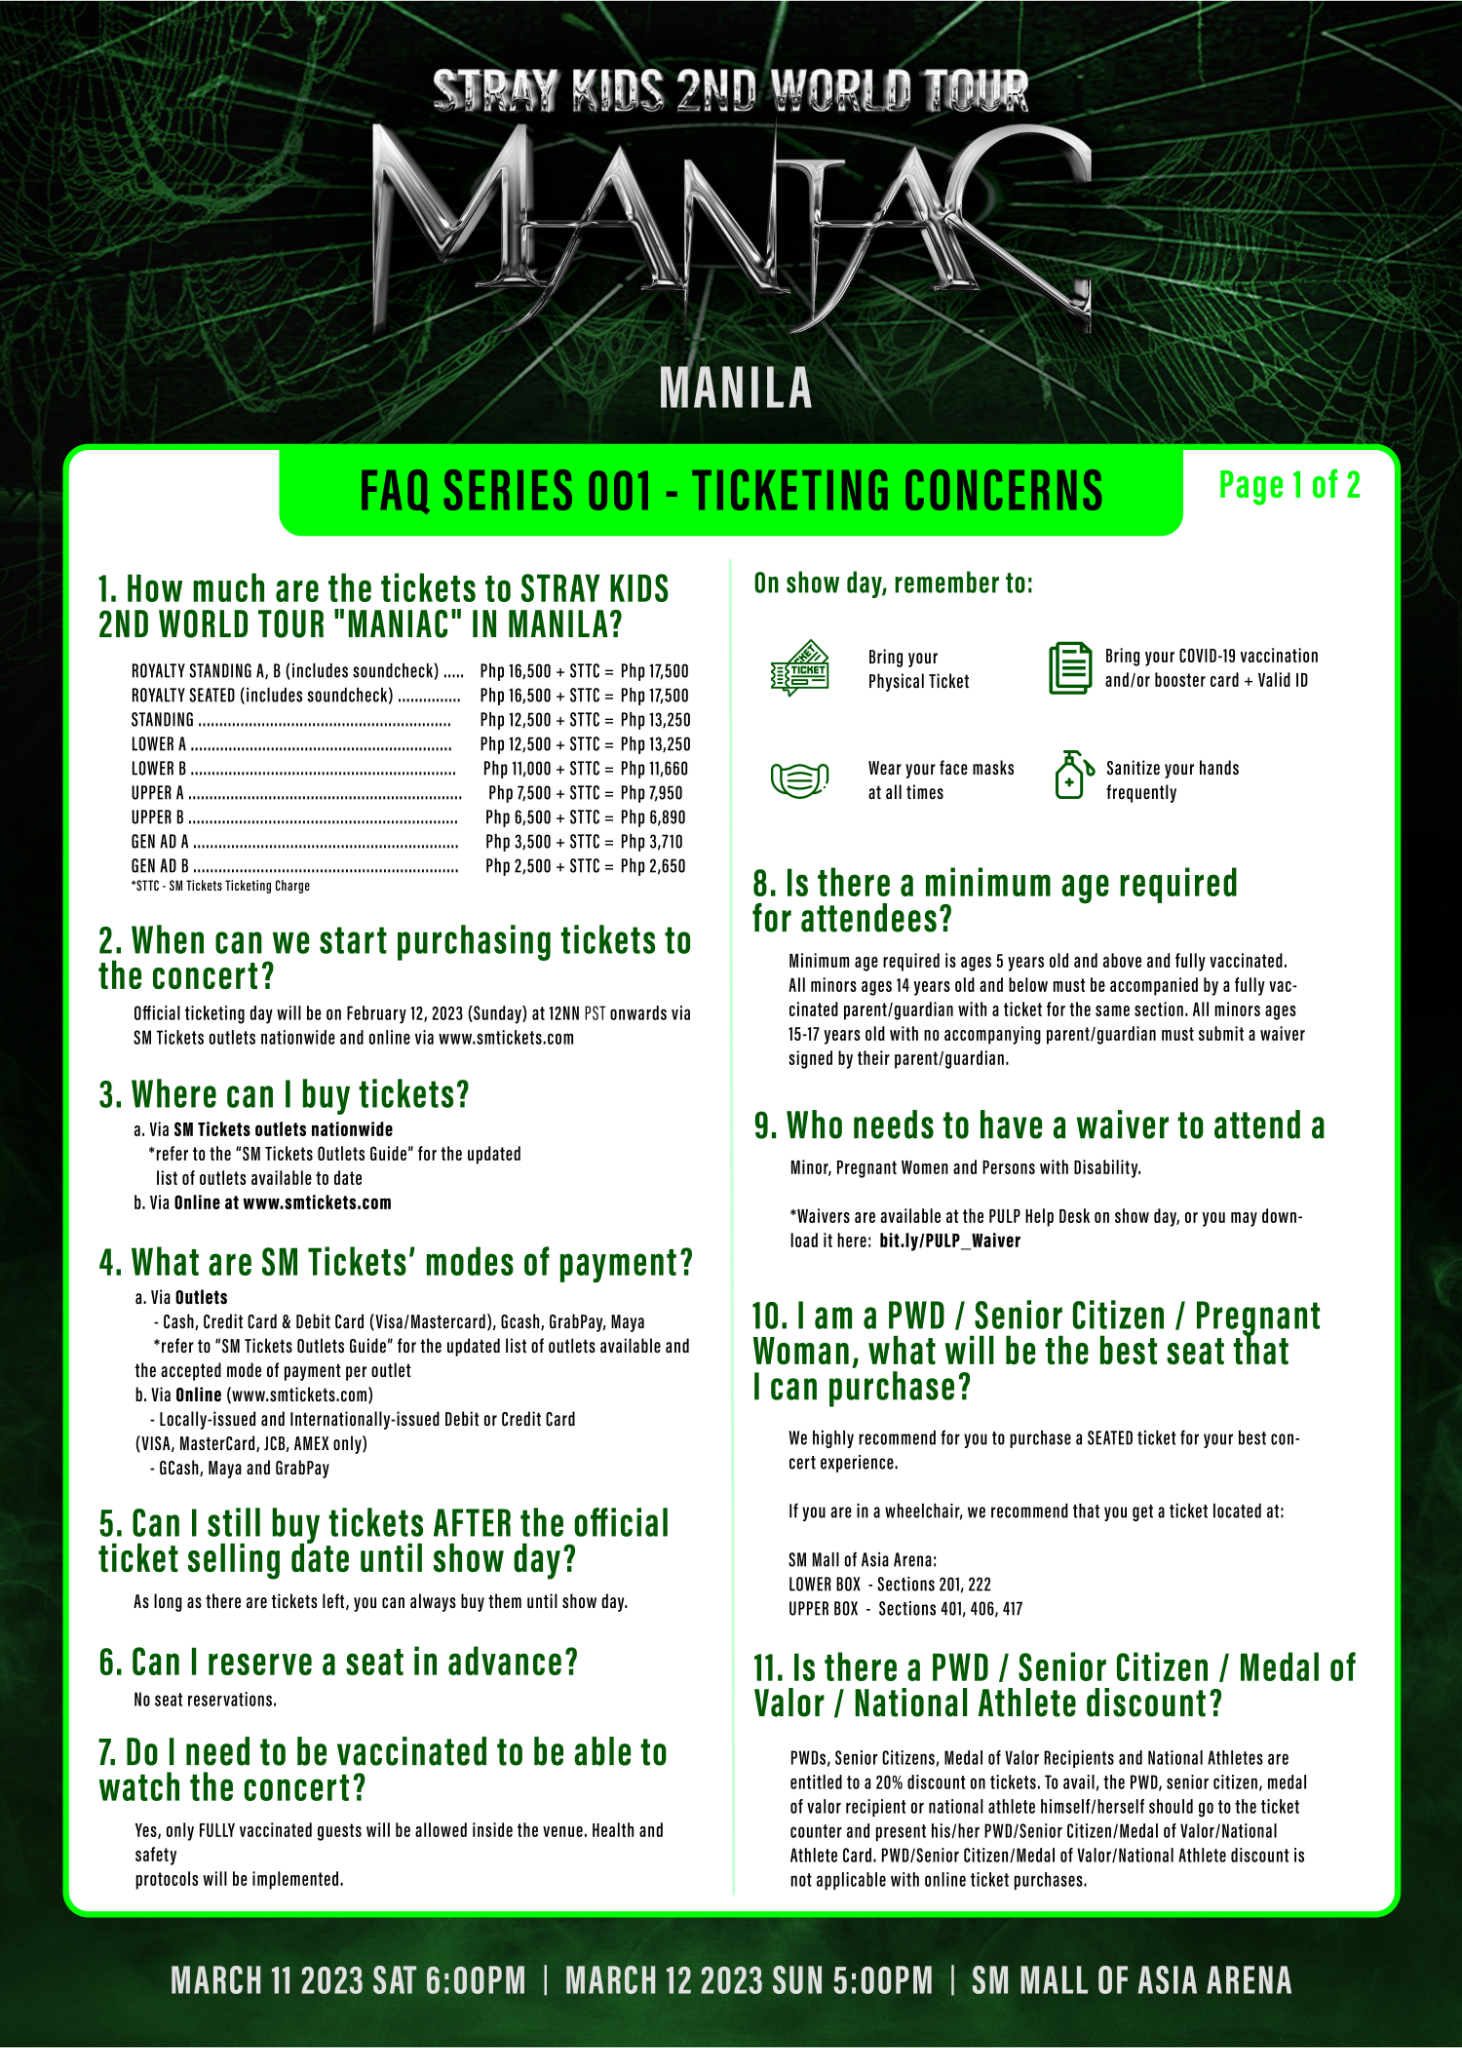 STRAY KIDS 2ND WORLD TOUR
MANIAC
MANILA
FAQ SERIES 001 - TICKETING CONCERNS
Page 1 of 2
1. How much are the tickets to STRAY KIDS
2ND WORLD TOUR "MANIAC" IN MANILA?
ROYALTY STANDING A, B (includes soundcheck) ..... Php 16,500 + STTC = Php 17,500
ROYALTY SEATED (includes soundcheck) ............... Php 16,500 + STTC = Php 17,500
STANDING ............................................................ Php 12,500 + STTC = Php 13,250
LOWER A .............................................................. Php 12,500 + STTC = Php 13,250
LOWER B ............................................................... Php 11,000 + STTC = Php 11,660
UPPER A ................................................................. Php 7,500 + STTC = Php 7,950
UPPER B ................................................................ Php 6,500 + STTC = Php 6,890
GEN AD A ............................................................... Php 3,500 + STTC = Php 3,710
GEN AD B ............................................................... Php 2,500 + STTC = Php 2,650
*STTC - SM Tickets Ticketing Charge
2. When can we start purchasing tickets to
the concert?
Official ticketing day will be on February 12, 2023 (Sunday) at 12NN PST onwards via
SM Tickets outlets nationwide and online via www.smtickets.com
3. Where can I buy tickets?
a. Via SM Tickets outlets nationwide
*refer to the “SM Tickets Outlets Guide” for the updated
list of outlets available to date
b. Via Online at www.smtickets.com
4. What are SM Tickets’ modes of payment?
a. Via Outlets
- Cash, Credit Card & Debit Card (Visa/Mastercard), Gcash, GrabPay, Maya
*refer to “SM Tickets Outlets Guide” for the updated list of outlets available and
the accepted mode of payment per outlet
b. Via Online (www.smtickets.com)
- Locally-issued and Internationally-issued Debit or Credit Card
(VISA, MasterCard, JCB, AMEX only)
- GCash, Maya and GrabPay
5. Can I still buy tickets AFTER the official
ticket selling date until show day?
As long as there are tickets left, you can always buy them until show day.
6. Can I reserve a seat in advance?
No seat reservations.
7. Do I need to be vaccinated to be able to
watch the concert?
Yes, only FULLY vaccinated guests will be allowed inside the venue. Health and
safety
protocols will be implemented.
On show day, remember to:
TICKET
TICKET
Bring your
Physical Ticket
Bring your COVID-19 vaccination
and/or booster card + Valid ID
Wear your face masks
at all times
Sanitize your hands
frequently
8. Is there a minimum age required
for attendees?
Minimum age required is ages 5 years old and above and fully vaccinated.
All minors ages 14 years old and below must be accompanied by a fully vac-
cinated parent/guardian with a ticket for the same section. All minors ages
15-17 years old with no accompanying parent/guardian must submit a waiver
signed by their parent/guardian.
9. Who needs to have a waiver to attend a
Minor, Pregnant Women and Persons with Disability.
*Waivers are available at the PULP Help Desk on show day, or you may down-
load it here: bit.ly/PULP_Waiver
10. I am a PWD / Senior Citizen / Pregnant
Woman, what will be the best seat that
I can purchase?
We highly recommend for you to purchase a SEATED ticket for your best con-
cert experience.
If you are in a wheelchair, we recommend that you get a ticket located at:
SM Mall of Asia Arena:
LOWER BOX - Sections 201, 222
UPPER BOX - Sections 401, 406, 417
11. Is there a PWD / Senior Citizen / Medal of
Valor / National Athlete discount?
PWDs, Senior Citizens, Medal of Valor Recipients and National Athletes are
entitled to a 20% discount on tickets. To avail, the PWD, senior citizen, medal
of valor recipient or national athlete himself/herself should go to the ticket
counter and present his/her PWD/Senior Citizen/Medal of Valor/National
Athlete Card. PWD/Senior Citizen/Medal of Valor/National Athlete discount is
not applicable with online ticket purchases.
MARCH 11 2023 SAT 6:00PM | MARCH 12 2023 SUN 5:00PM | SM MALL OF ASIA ARENA